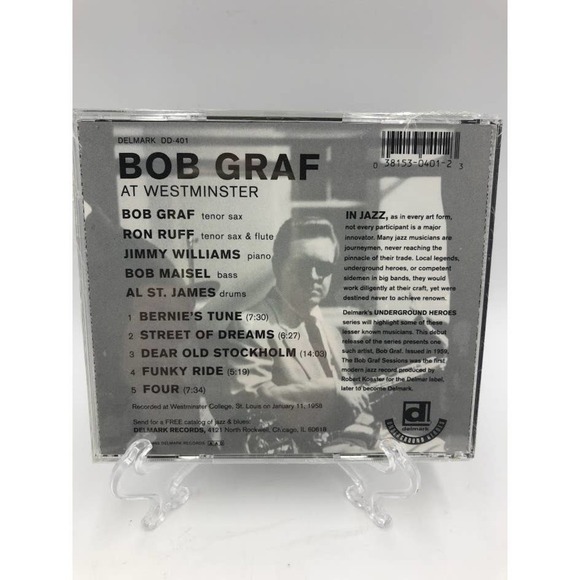 DELMARK DD-401
BOB GRAF
AT WESTMINSTER
BOB GRAF tenor sax
RON RUFF tenor sax & flute
JIMMY WILLIAMS piano
BOB MAISEL bass
AL ST. JAMES drums
1 BERNIE'S TUNE (7:30)
2 STREET OF DREAMS (6:27)
3 DEAR OLD STOCKHOLM (14:03)
4 FUNKY RIDE (5:19)
5 FOUR (7:34)
Recorded at Westminster College, St. Louis on January 11, 1958
Send for a FREE catalog of jazz & blues:
DELMARK RECORDS, 4121 North Rockwell, Chicago, IL 60618
DELMARK RECORDS
0 38153-0401-2 3
IN JAZZ, as in every art form,
not every participant is a major
innovator. Many jazz musicians are
journeymen, never reaching the
pinnacle of their trade. Local legends,
underground heroes, or competent
sidemen in big bands, they would
work diligently at their craft, yet were
destined never to achieve renown.
Delmark's UNDERGROUND HEROES
series will highlight some of these
lesser known musicians. This debut
release of the series presents one
such artist, Bob Graf. Issued in
The Bob Graf Sessions was the first
modern jazz record produced by
Robert Koester for the Delmar label,
later to become Delmark.
d
delmark
UNDERGROUND HEROES